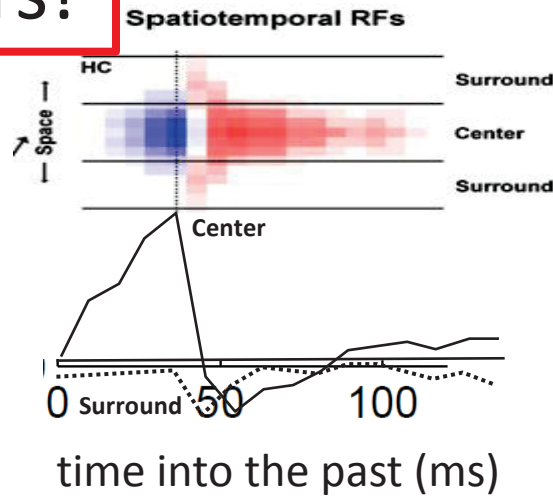 Spatiotemporal RFs
HC
Surround
← Space →
Center
Surround
Center
Surround
0 50 100
time into the past (ms)